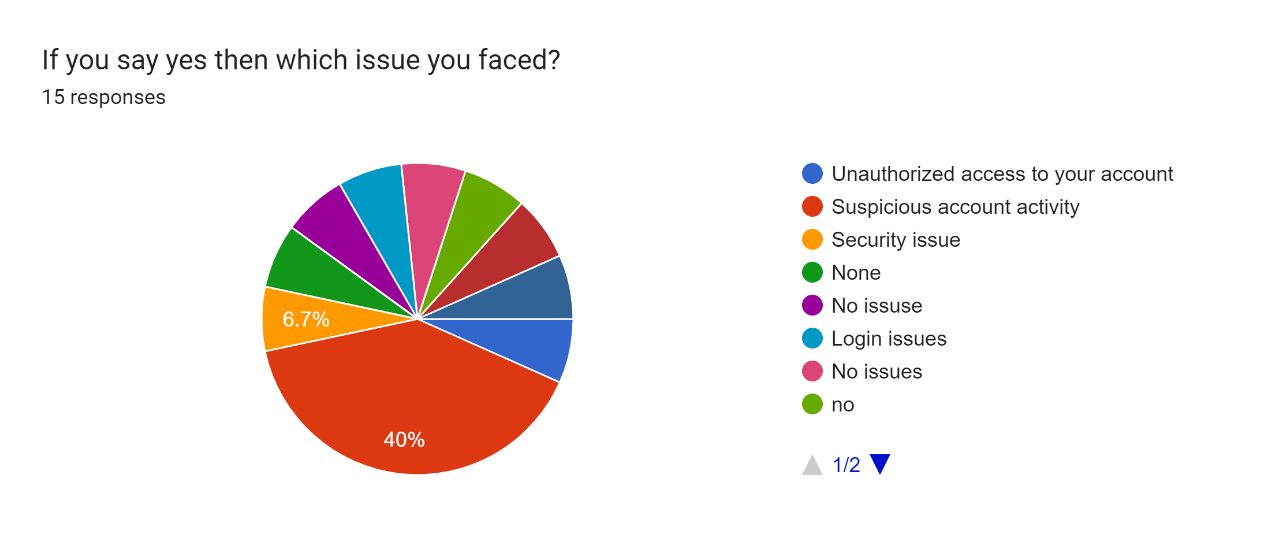 If you say yes then which issue you faced?
15 responses
6.7%
40%
Unauthorized access to your account
Suspicious account activity
Security issue
None
No issuse
Login issues
No issues
no
1/2